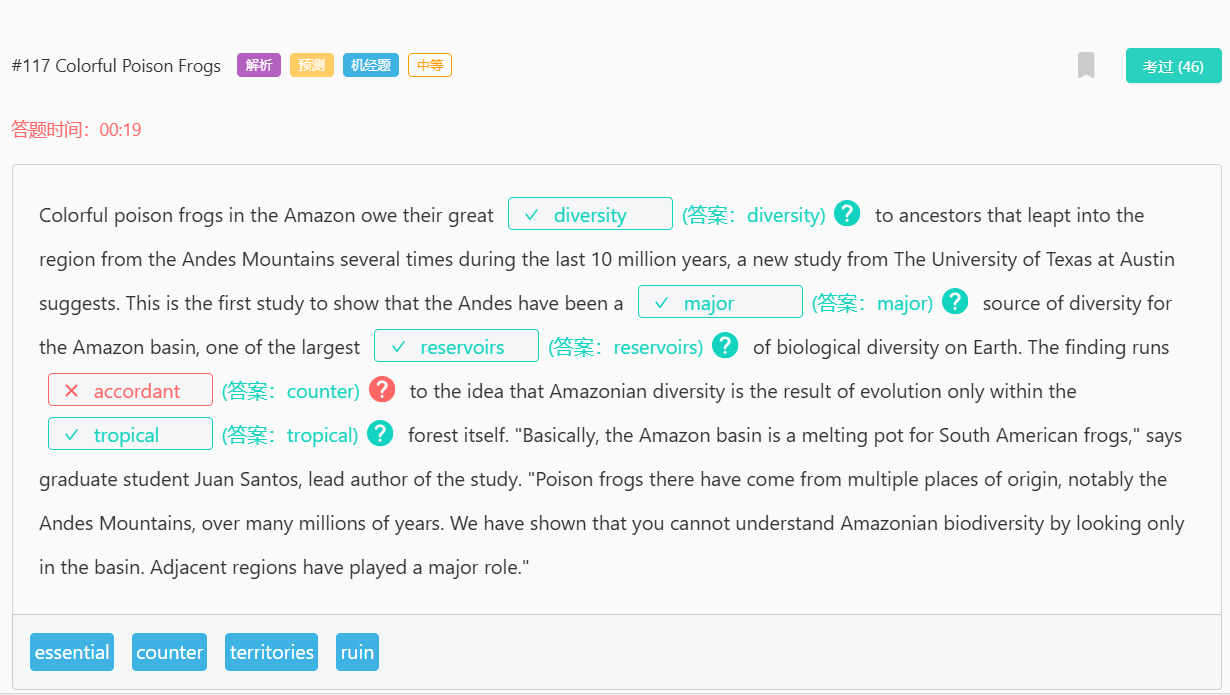 #117 Colorful Poison Frogs 解析 预测 机经题 中等 考过 (46)
答题时间：00:19
Colorful poison frogs in the Amazon owe their great ✓ diversity (答案：diversity) ? to ancestors that leapt into the
region from the Andes Mountains several times during the last 10 million years, a new study from The University of Texas at Austin
suggests. This is the first study to show that the Andes have been a ✓ major (答案：major) ? source of diversity for
the Amazon basin, one of the largest ✓ reservoirs (答案：reservoirs) ? of biological diversity on Earth. The finding runs
✕ accordant (答案：counter) ? to the idea that Amazonian diversity is the result of evolution only within the
✓ tropical (答案：tropical) ? forest itself. "Basically, the Amazon basin is a melting pot for South American frogs," says
graduate student Juan Santos, lead author of the study. "Poison frogs there have come from multiple places of origin, notably the
Andes Mountains, over many millions of years. We have shown that you cannot understand Amazonian biodiversity by looking only
in the basin. Adjacent regions have played a major role."
essential counter territories ruin